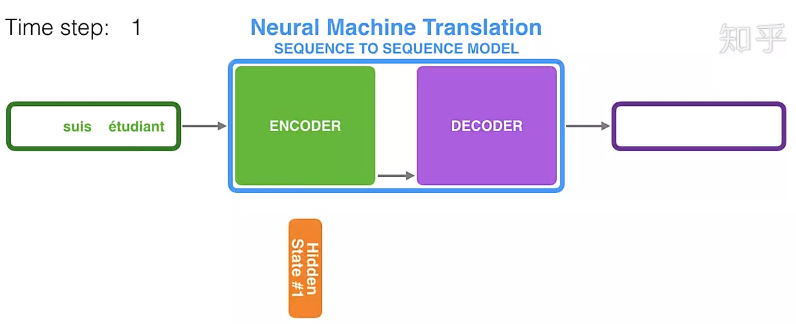 Time step: 1
Neural Machine Translation
SEQUENCE TO SEQUENCE MODEL
知乎
suis étudiant
ENCODER
DECODER
Hidden
State #1